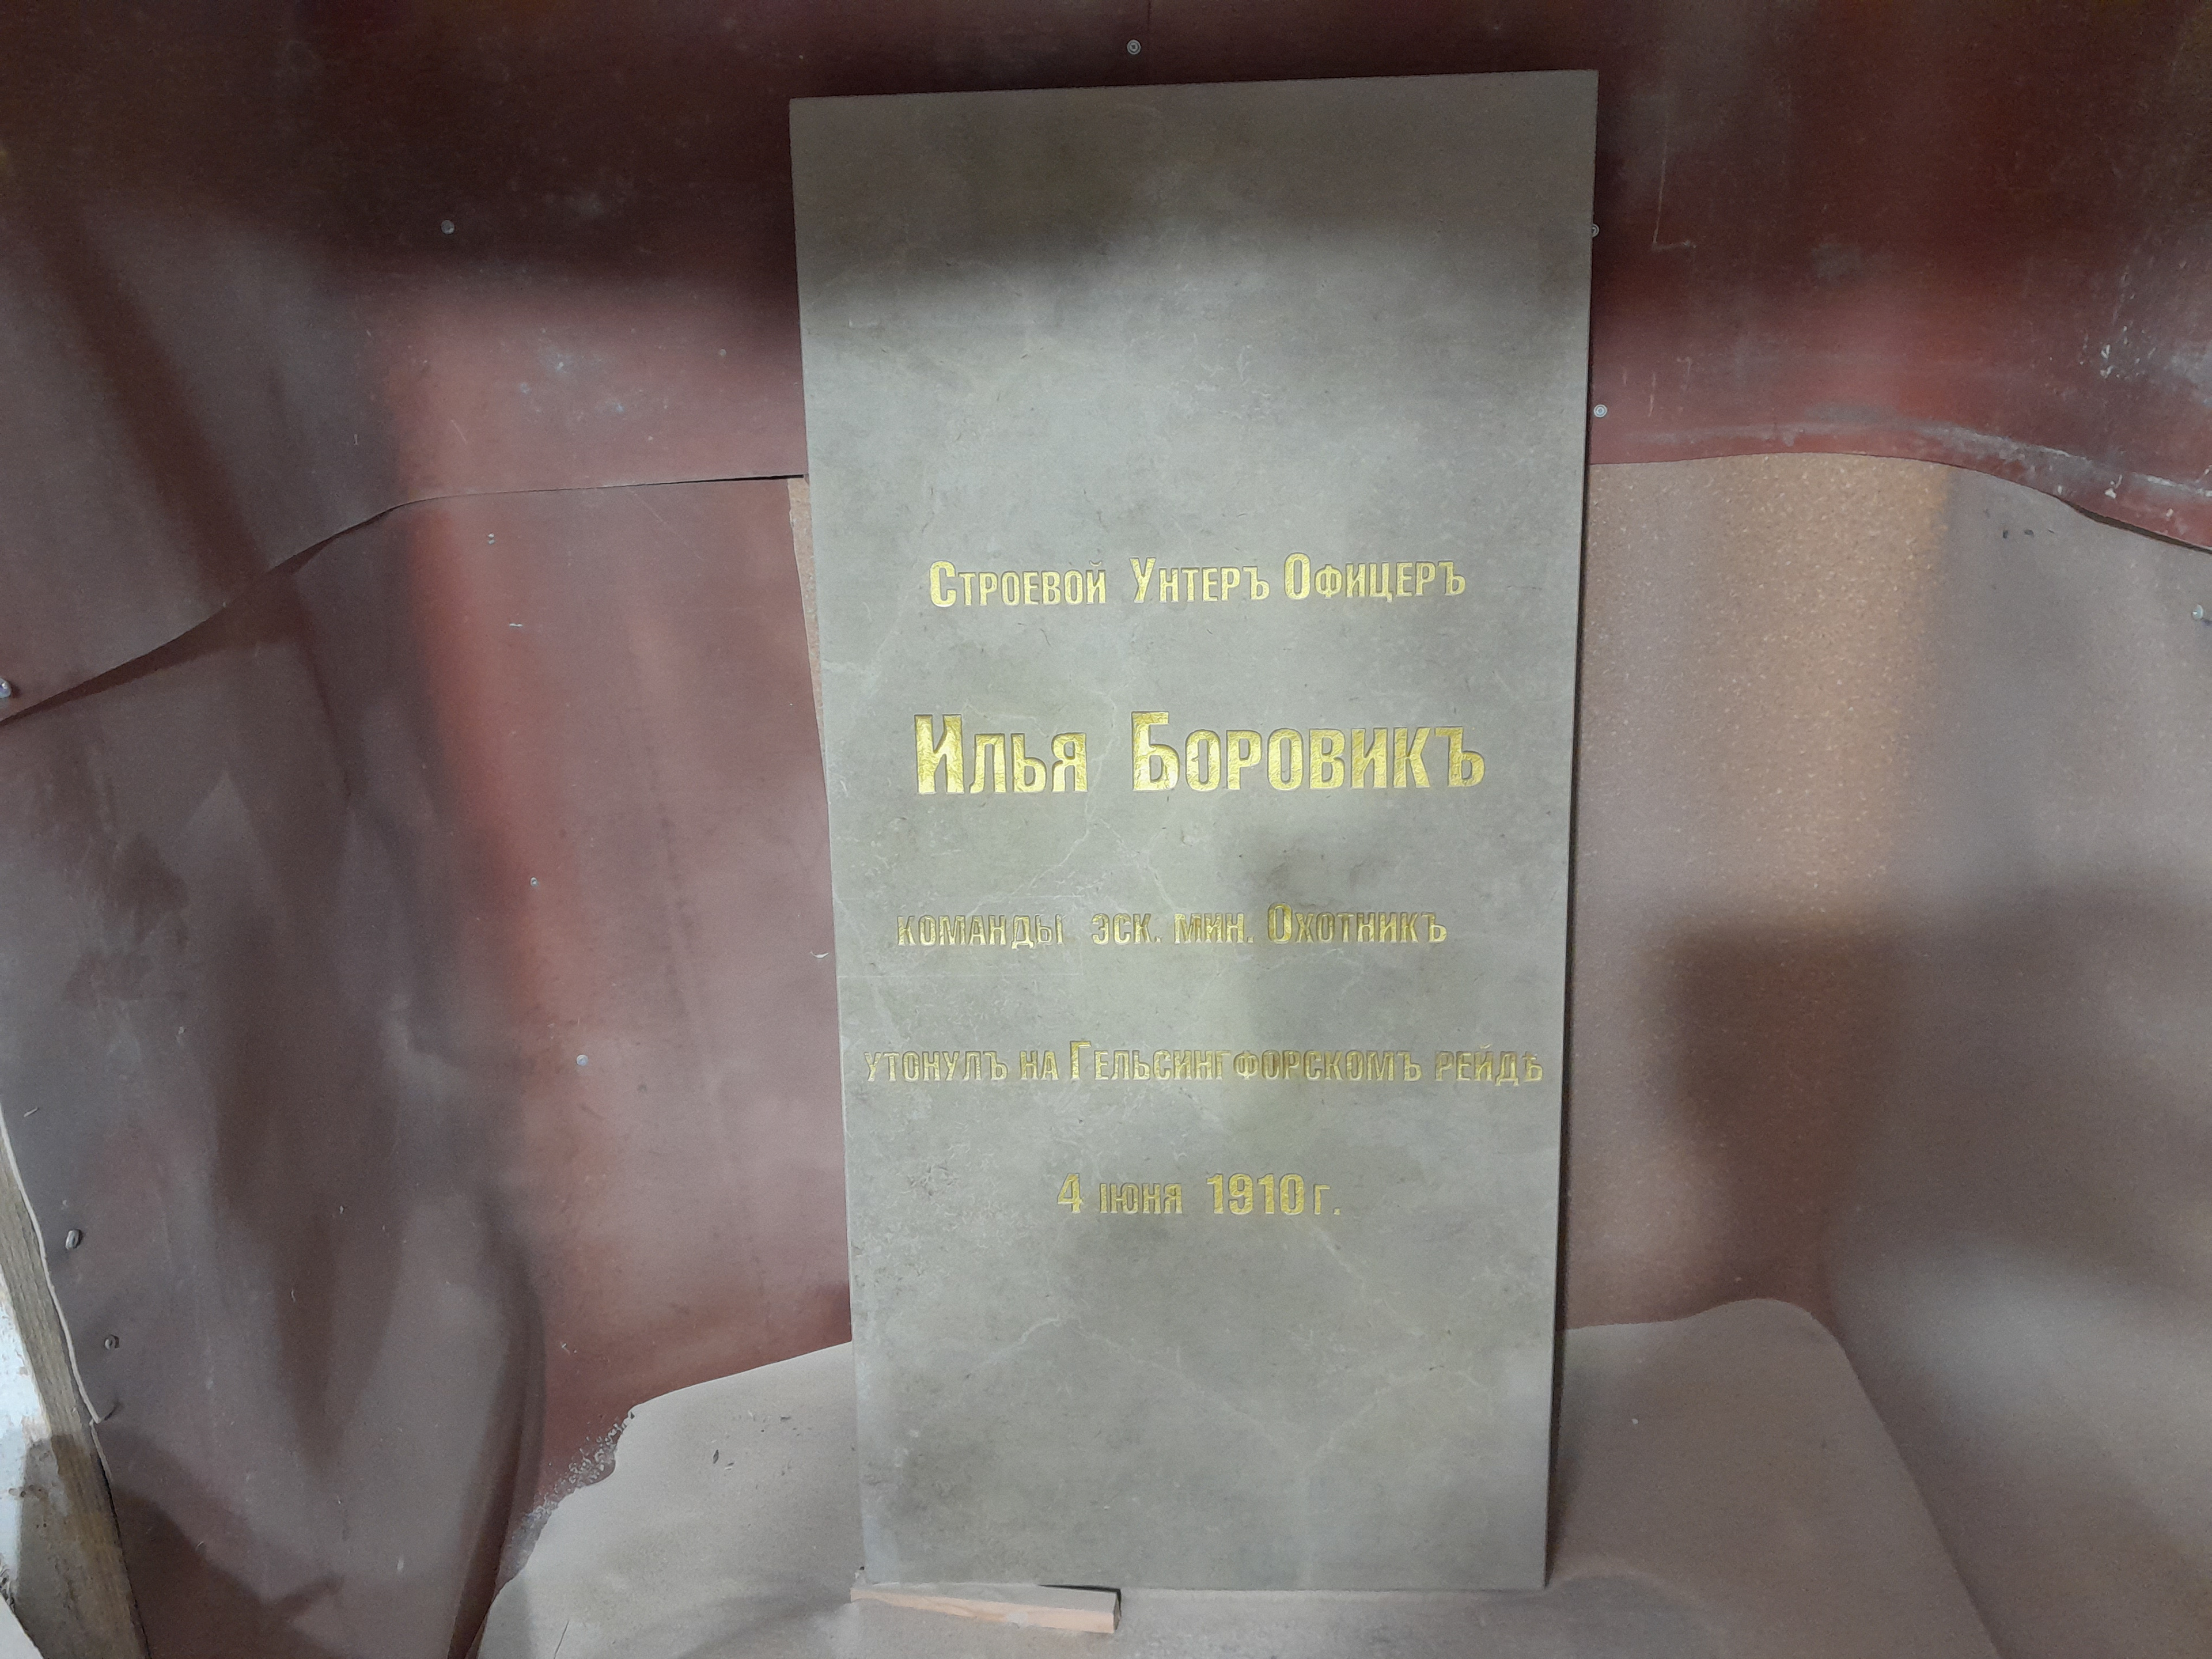 Строевой Унтеръ Офицеръ
Илья Боровикъ
команды эск. мин. Охотникъ
утонулъ на Гельсингфорскомъ рейдѣ
4 іюня 1910 г.